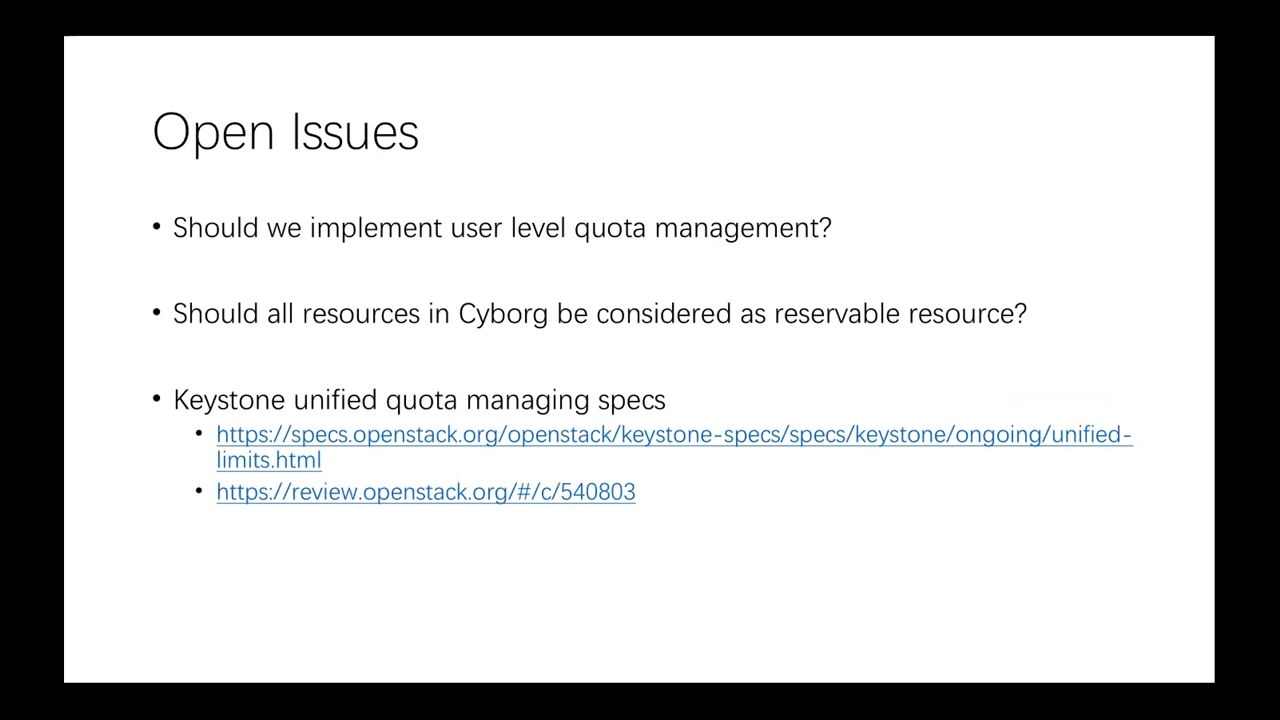 Open Issues
• Should we implement user level quota management?
• Should all resources in Cyborg be considered as reservable resource?
• Keystone unified quota managing specs
• https://specs.openstack.org/openstack/keystone-specs/specs/keystone/ongoing/unified-
limits.html
• https://review.openstack.org/#/c/540803